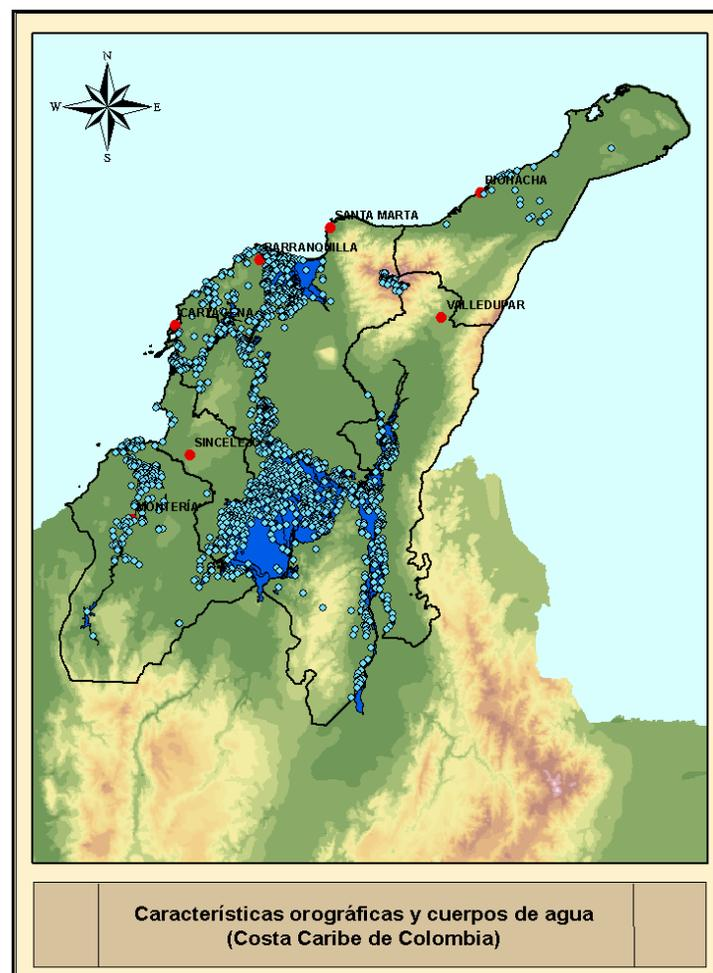 N
W E
S
RIOHACHA
SANTA MARTA
BARRANQUILLA
VALLEDUPAR
CARTAGENA
SINCELEJO
MONTERÍA
Características orográficas y cuerpos de agua
(Costa Caribe de Colombia)